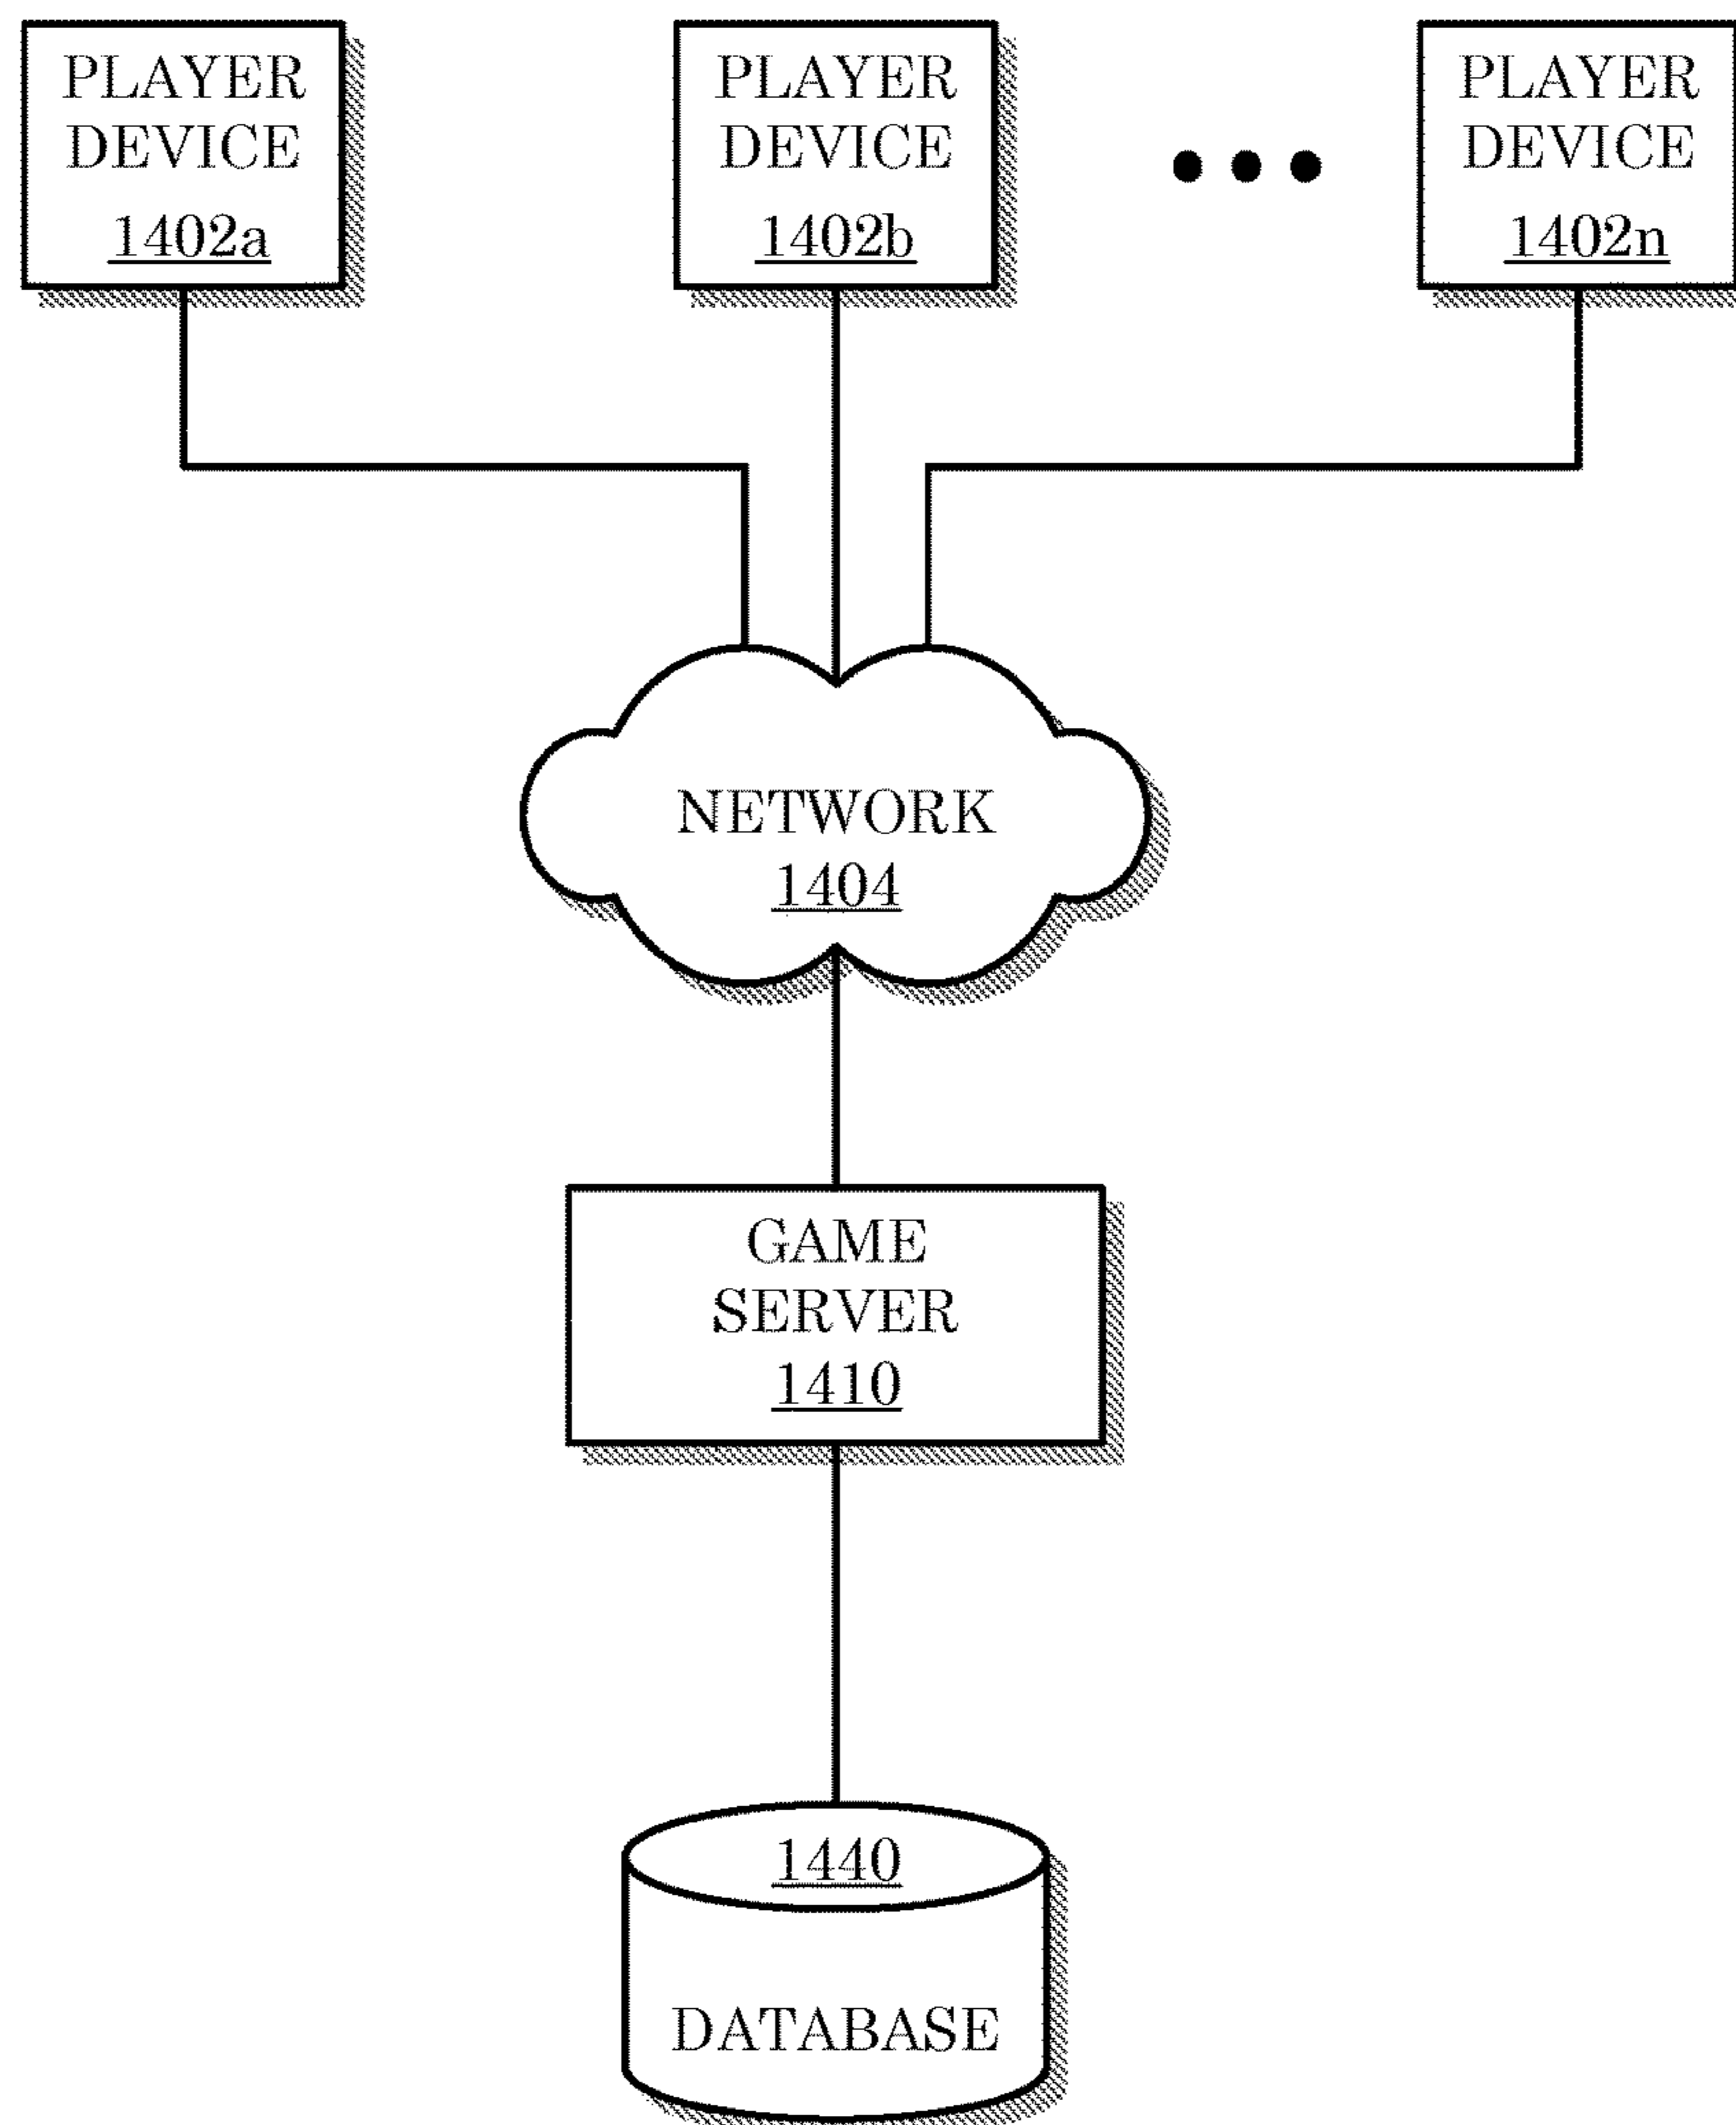 PLAYER
DEVICE
1402a
PLAYER
DEVICE
1402b
PLAYER
DEVICE
1402n
NETWORK
1404
GAME
SERVER
1410
1440
DATABASE